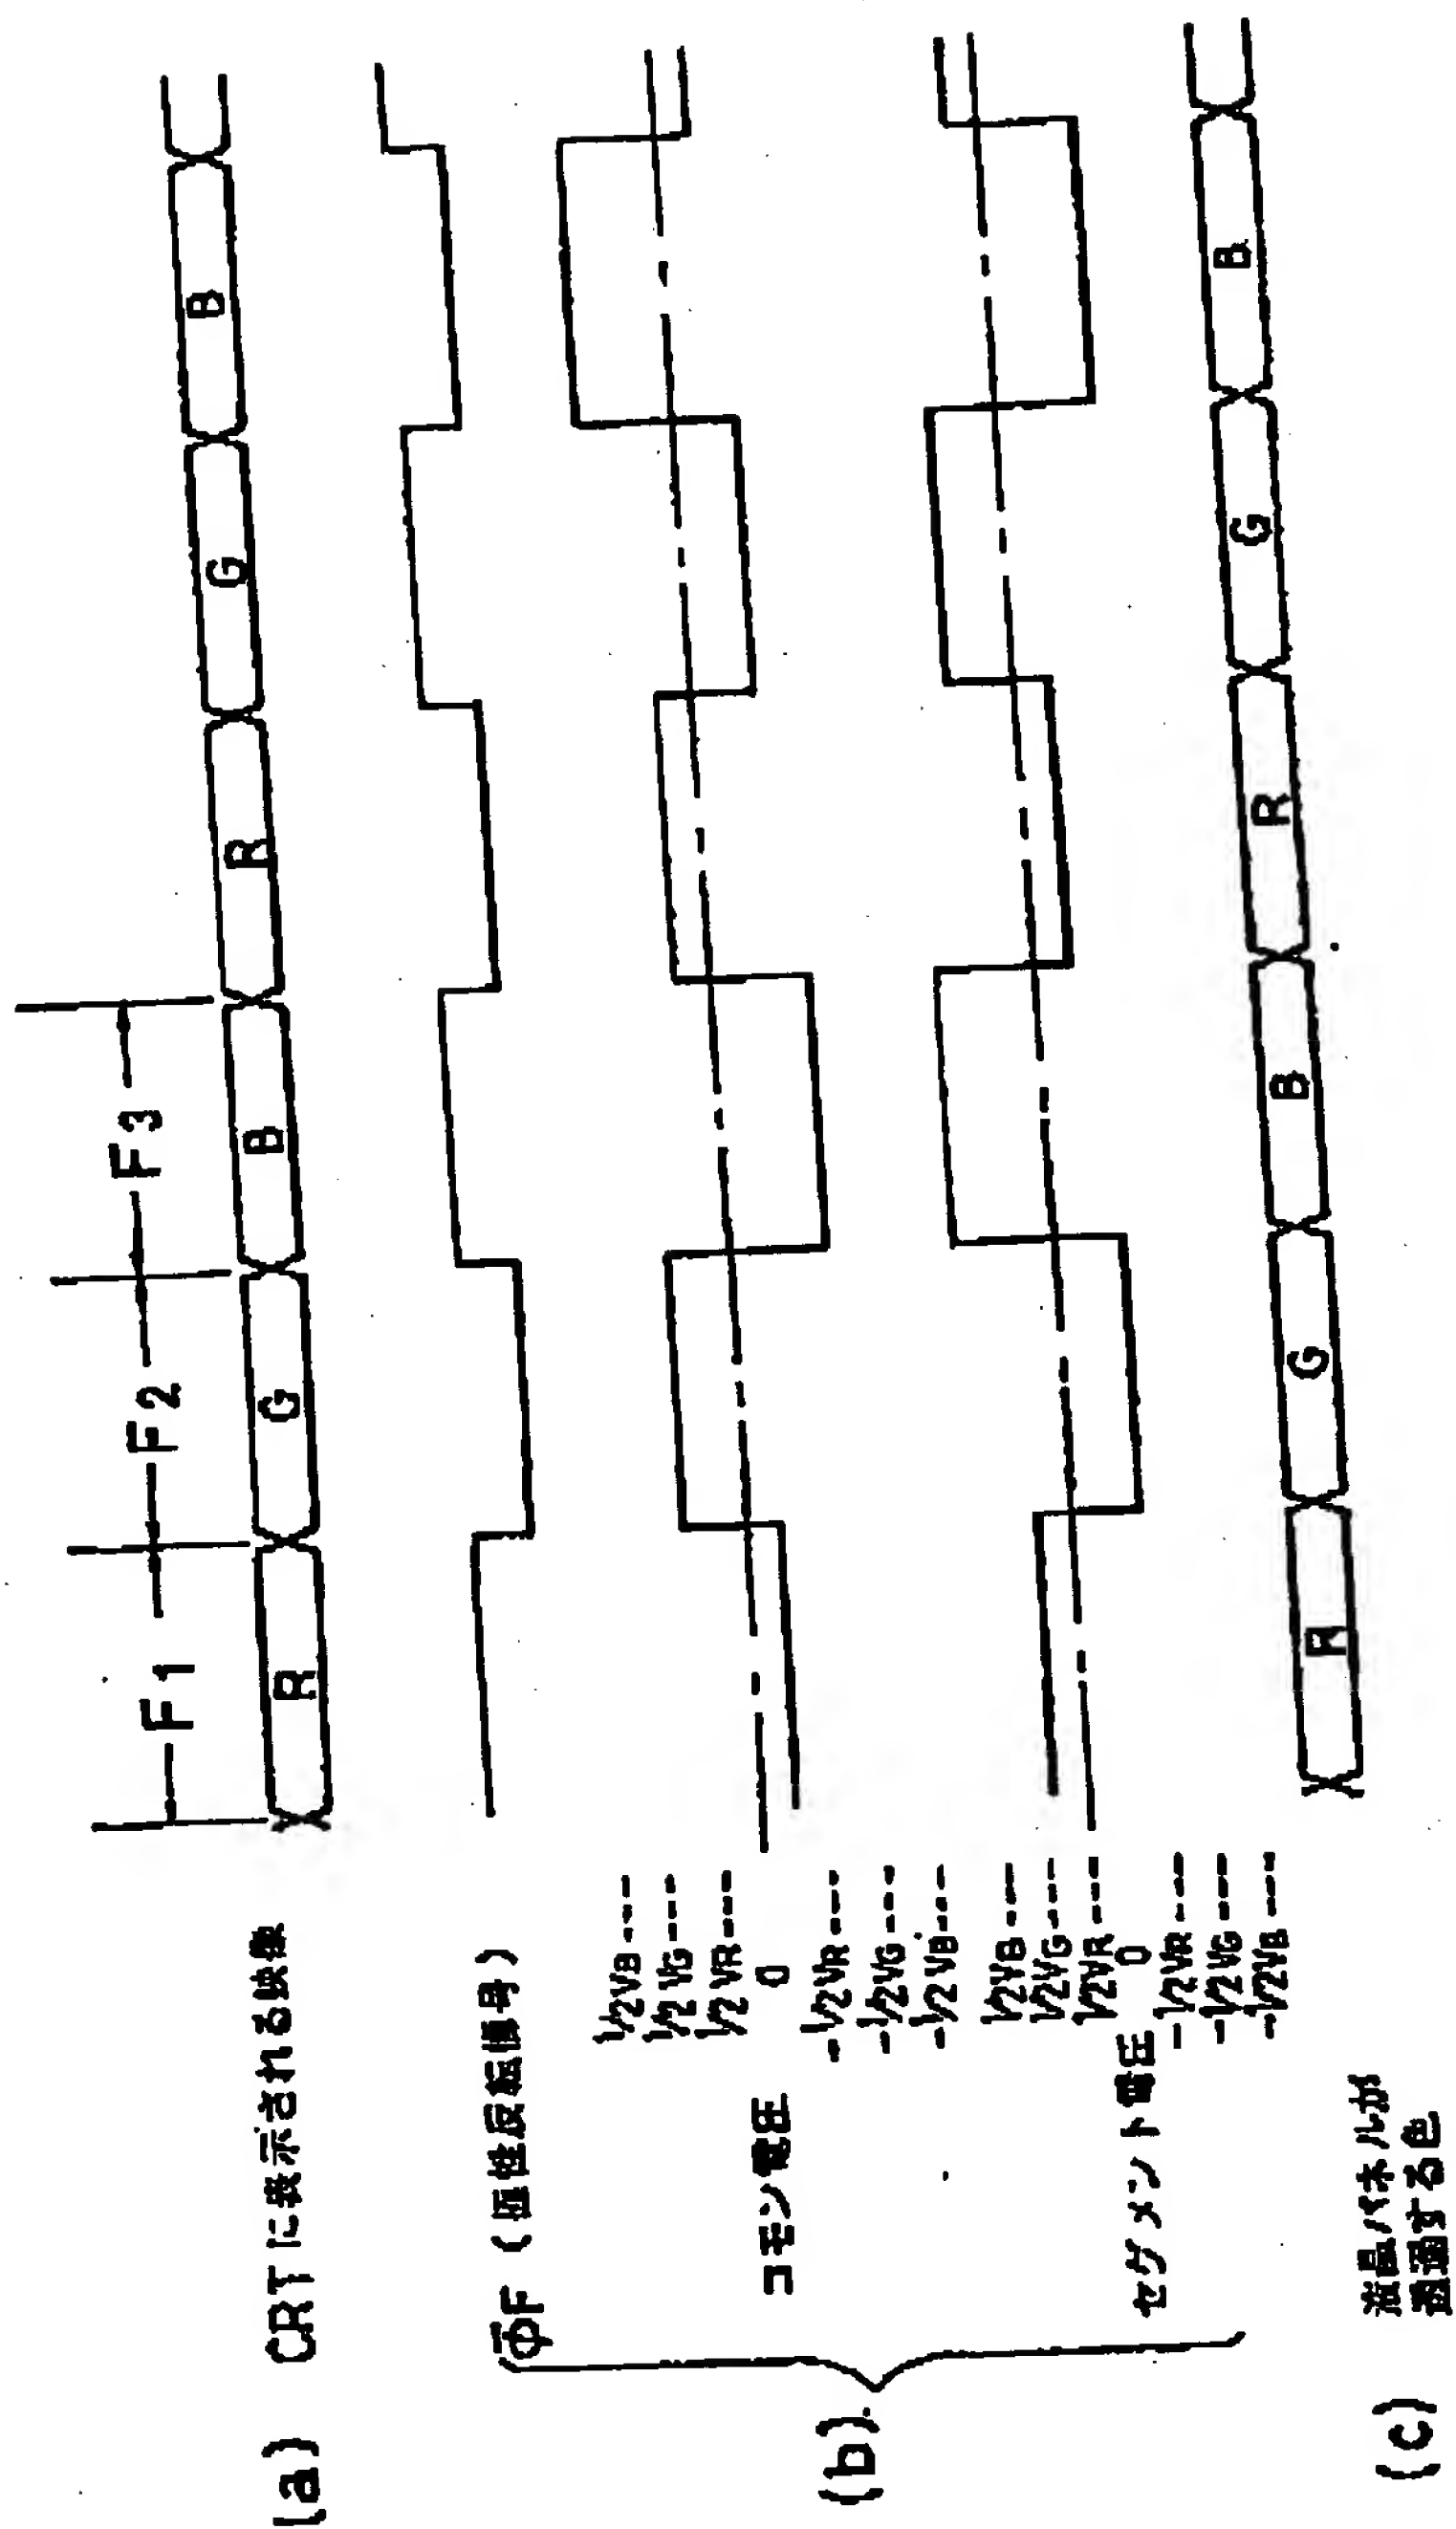 F1 F2 F3
(a) CRTに表示される映像 R G B R G B
ΦF (極性反転信号)
1/2VB
1/2VG
1/2VR
コモン電圧 0
-1/2VR
-1/2VG
-1/2VB
(b)
1/2VB
1/2VG
1/2VR
セグメント電圧 0
-1/2VR
-1/2VG
-1/2VB
(c) 液晶パネルが
透過する色 R G B R G B